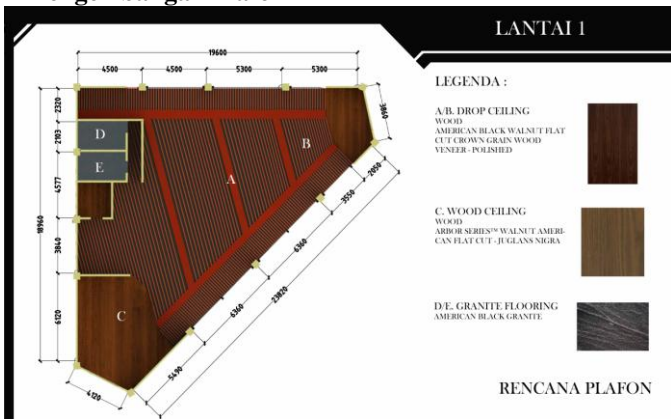 LANTAI 1
19600
4500
4500
5300
5300
2320
2103
4577
3840
6120
18960
3860
2050
3550
6360
6360
5490
23820
4120
D
E
A
B
C
LEGENDA :
A/B. DROP CEILING
WOOD
AMERICAN BLACK WALNUT FLAT
CUT CROWN GRAIN WOOD
VENEER - POLISHED
C. WOOD CEILING
WOOD
ARBOR SERIES™ WALNUT AMERI-
CAN FLAT CUT - JUGLANS NIGRA
D/E. GRANITE FLOORING
AMERICAN BLACK GRANITE
RENCANA PLAFON